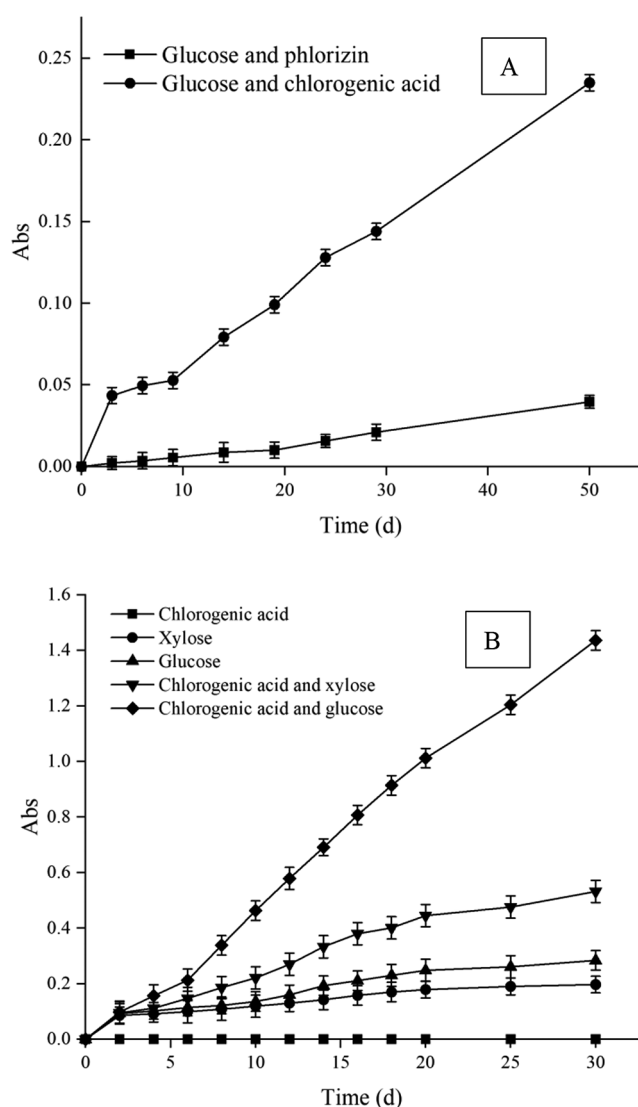 Glucose and phlorizin
Glucose and chlorogenic acid
A
0.25
0.20
0.15
0.10
0.05
0.00
Abs
0 10 20 30 40 50
Time (d)
Chlorogenic acid
Xylose
Glucose
Chlorogenic acid and xylose
Chlorogenic acid and glucose
B
1.6
1.4
1.2
1.0
0.8
0.6
0.4
0.2
0.0
Abs
0 5 10 15 20 25 30
Time (d)